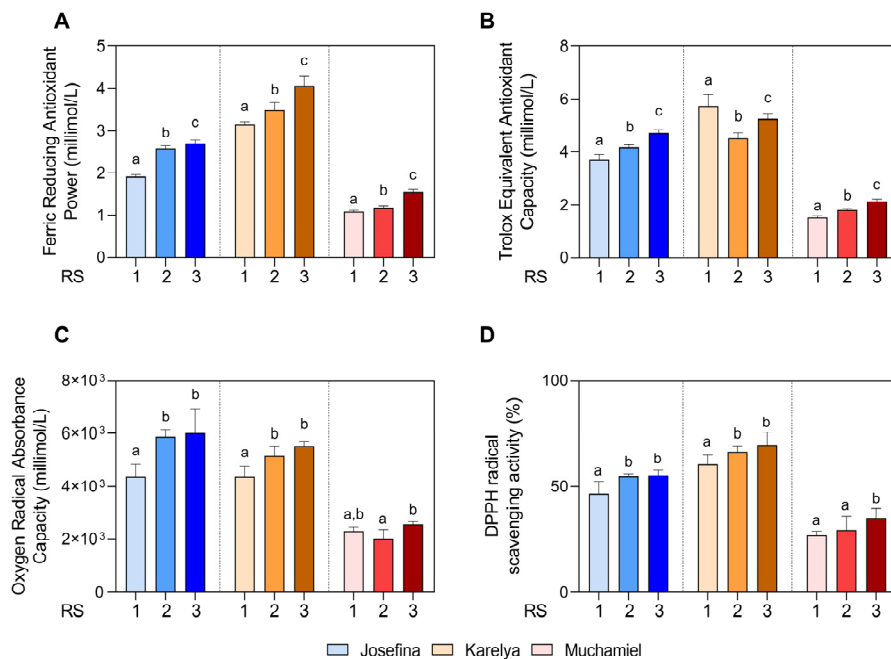 A
Ferric Reducing Antioxidant
Power (millimol/L)
5
4
3
2
1
0
a b c a b c a b c
RS 1 2 3 1 2 3 1 2 3
B
Trolox Equivalent Antioxidant
Capacity (millimol/L)
8
6
4
2
0
a b c a b c a b c
RS 1 2 3 1 2 3 1 2 3
C
Oxygen Radical Absorbance
Capacity (millimol/L)
8×10³
6×10³
4×10³
2×10³
0
a b b a b b a,b a b
RS 1 2 3 1 2 3 1 2 3
D
DPPH radical
scavenging activity (%)
100
50
0
a b b a b b a a b
RS 1 2 3 1 2 3 1 2 3
Josefina Karelya Muchamiel